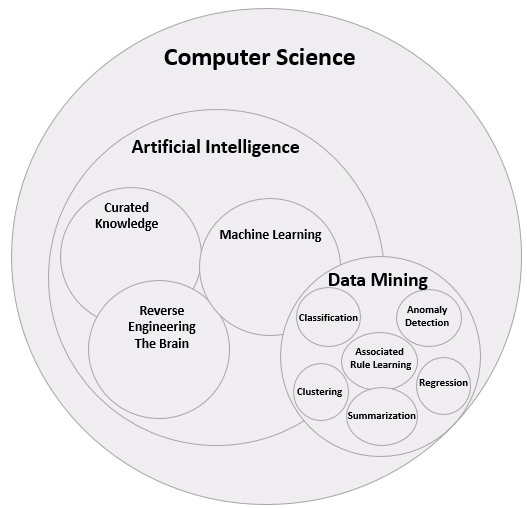 Computer Science
Artificial Intelligence
Curated
Knowledge
Machine Learning
Reverse
Engineering
The Brain
Data Mining
Classification
Anomaly
Detection
Associated
Rule Learning
Clustering
Regression
Summarization